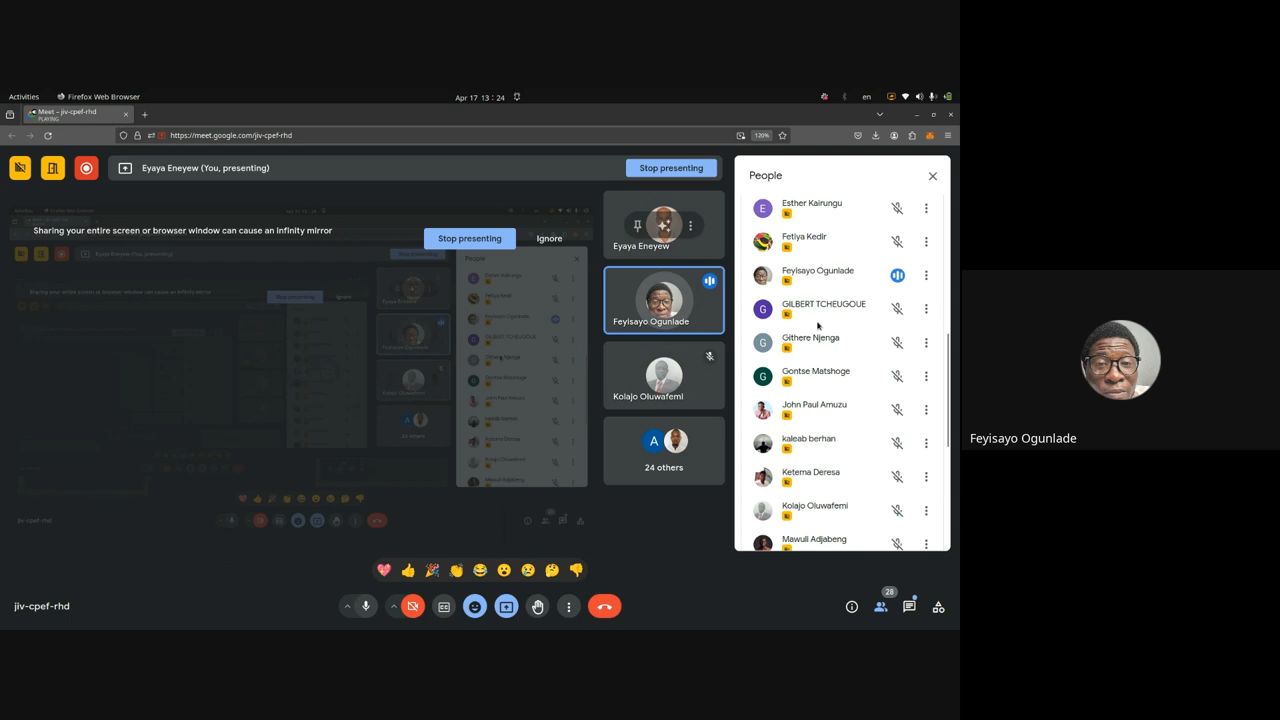 Activities
Firefox Web Browser
Apr 17 13 : 24
en
Meet – jiv-cpef-rhd
PLAYING
https://meet.google.com/jiv-cpef-rhd
120%
Eyaya Eneyew (You, presenting)
Stop presenting
Sharing your entire screen or browser window can cause an infinity mirror
Stop presenting
Ignore
Eyaya Eneyew
Feyisayo Ogunlade
Kolajo Oluwafemi
A
24 others
People
E
Esther Kairungu
Fetiya Kedir
Feyisayo Ogunlade
G
GILBERT TCHEUGOUE
G
Githere Njenga
G
Gontse Matshoge
John Paul Amuzu
kaleab berhan
Ketema Deresa
Kolajo Oluwafemi
Mawuli Adjabeng
jiv-cpef-rhd
28
Feyisayo Ogunlade